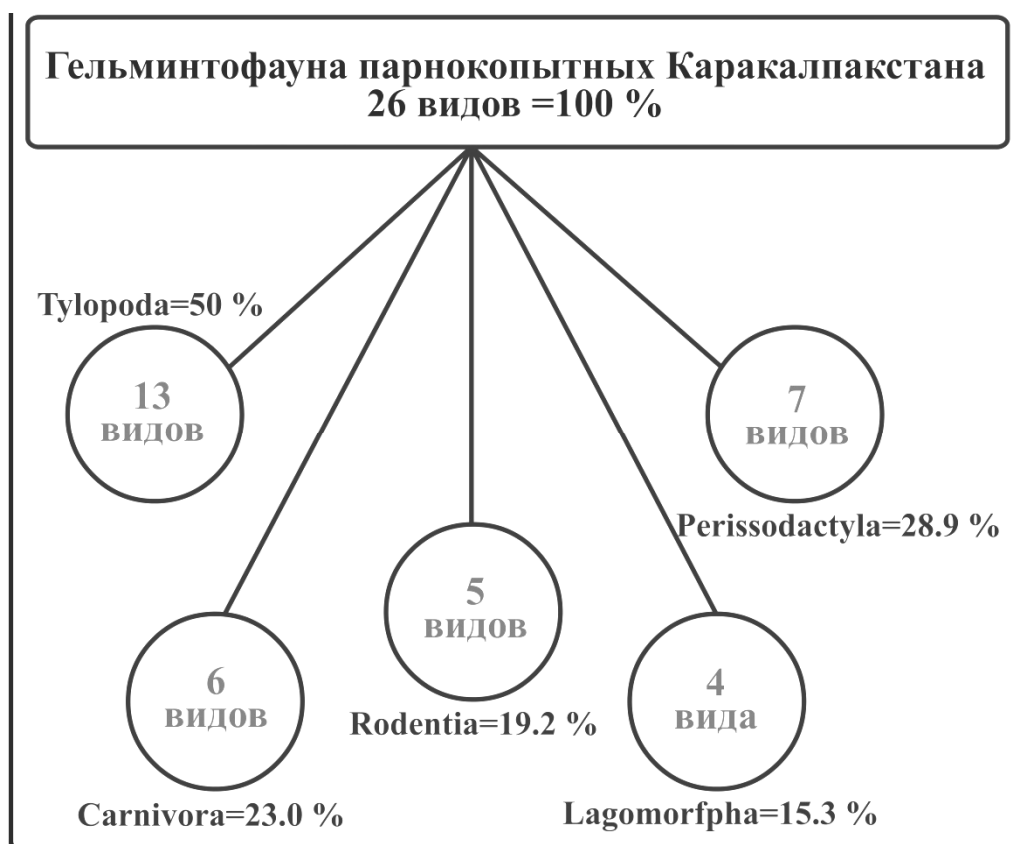 Гельминтофауна парнокопытных Каракалпакстана
26 видов =100 %
Tylopoda=50 %
13
видов
7
видов
Perissodactyla=28.9 %
5
видов
Rodentia=19.2 %
6
видов
Carnivora=23.0 %
4
вида
Lagomorfpha=15.3 %